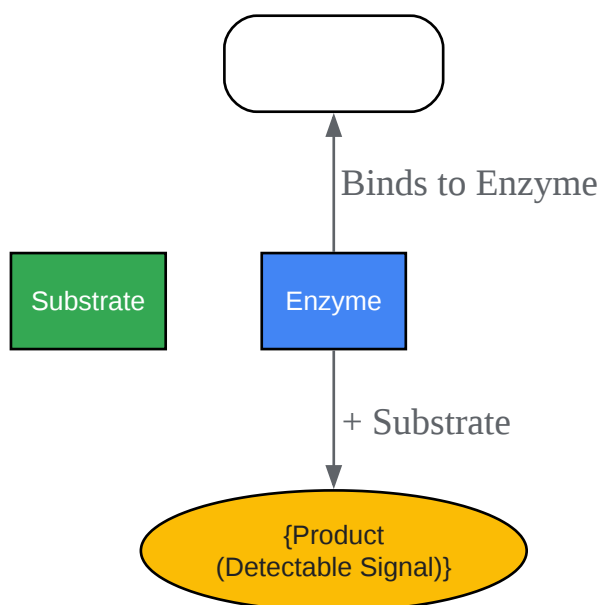 Binds to Enzyme
Substrate
Enzyme
+ Substrate
{Product
(Detectable Signal)}